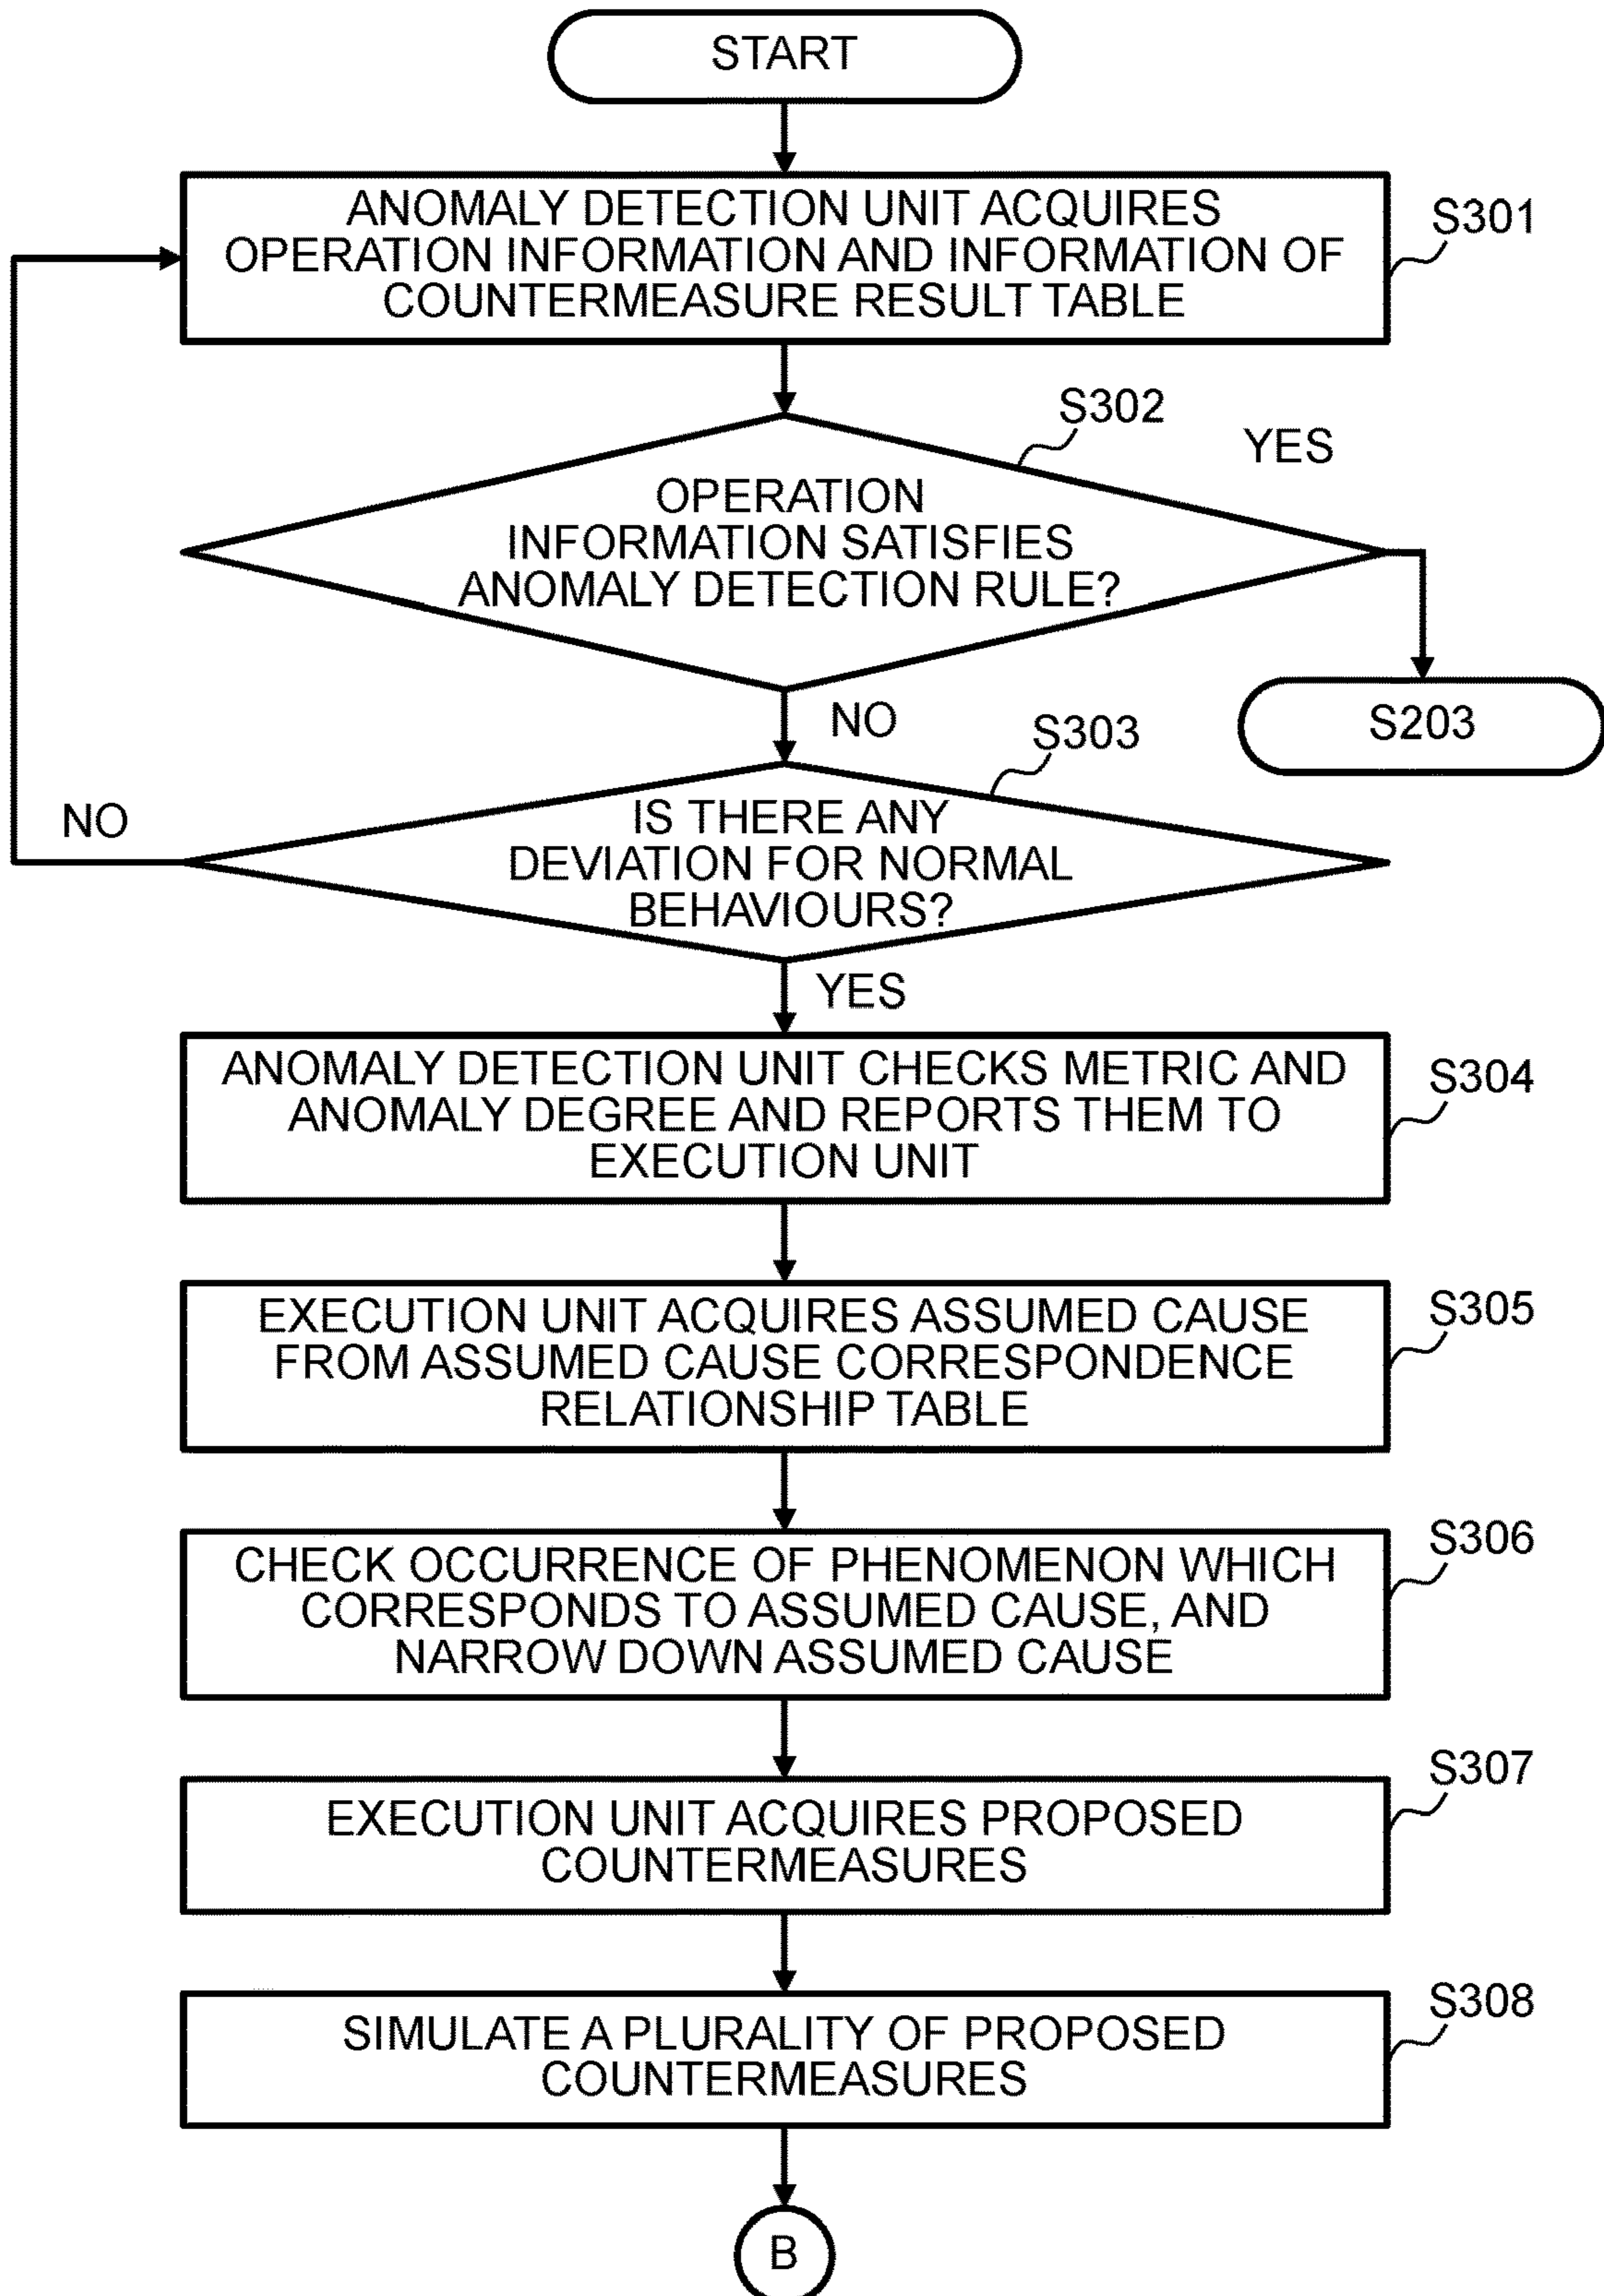 START
ANOMALY DETECTION UNIT ACQUIRES
OPERATION INFORMATION AND INFORMATION OF
COUNTERMEASURE RESULT TABLE
S301
S302
YES
OPERATION
INFORMATION SATISFIES
ANOMALY DETECTION RULE?
S203
NO
S303
NO
IS THERE ANY
DEVIATION FOR NORMAL
BEHAVIOURS?
YES
ANOMALY DETECTION UNIT CHECKS METRIC AND
ANOMALY DEGREE AND REPORTS THEM TO
EXECUTION UNIT
S304
EXECUTION UNIT ACQUIRES ASSUMED CAUSE
FROM ASSUMED CAUSE CORRESPONDENCE
RELATIONSHIP TABLE
S305
CHECK OCCURRENCE OF PHENOMENON WHICH
CORRESPONDS TO ASSUMED CAUSE, AND
NARROW DOWN ASSUMED CAUSE
S306
EXECUTION UNIT ACQUIRES PROPOSED
COUNTERMEASURES
S307
SIMULATE A PLURALITY OF PROPOSED
COUNTERMEASURES
S308
B